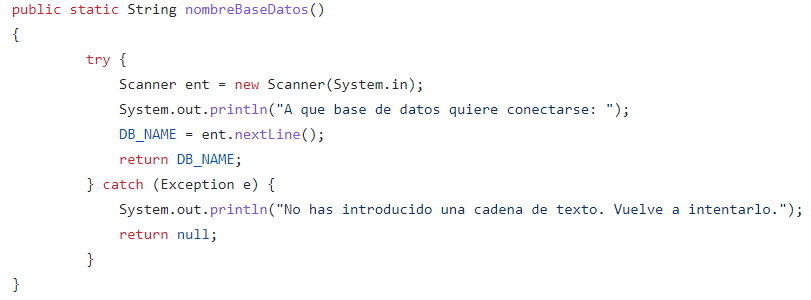 public static String nombreBaseDatos()
{
try {
Scanner ent = new Scanner(System.in);
System.out.println("A que base de datos quiere conectarse: ");
DB_NAME = ent.nextLine();
return DB_NAME;
} catch (Exception e) {
System.out.println("No has introducido una cadena de texto. Vuelve a intentarlo.");
return null;
}
}